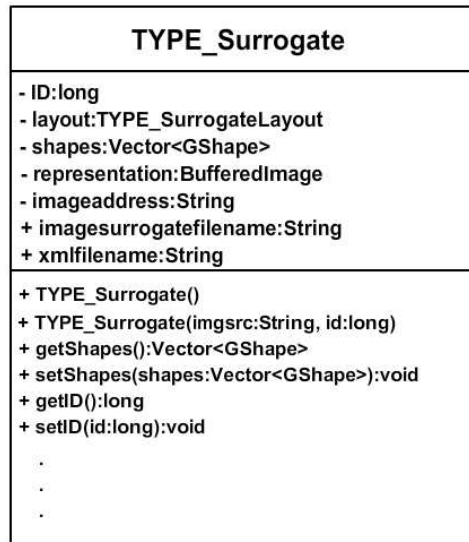 TYPE_Surrogate
- ID:long
- layout:TYPE_SurrogateLayout
- shapes:Vector<GShape>
- representation:BufferedImage
- imageaddress:String
+ imagesurrogatefilename:String
+ xmlfilename:String
+ TYPE_Surrogate()
+ TYPE_Surrogate(imgsrc:String, id:long)
+ getShapes():Vector<GShape>
+ setShapes(shapes:Vector<GShape>):void
+ getID():long
+ setID(id:long):void
.
.
.